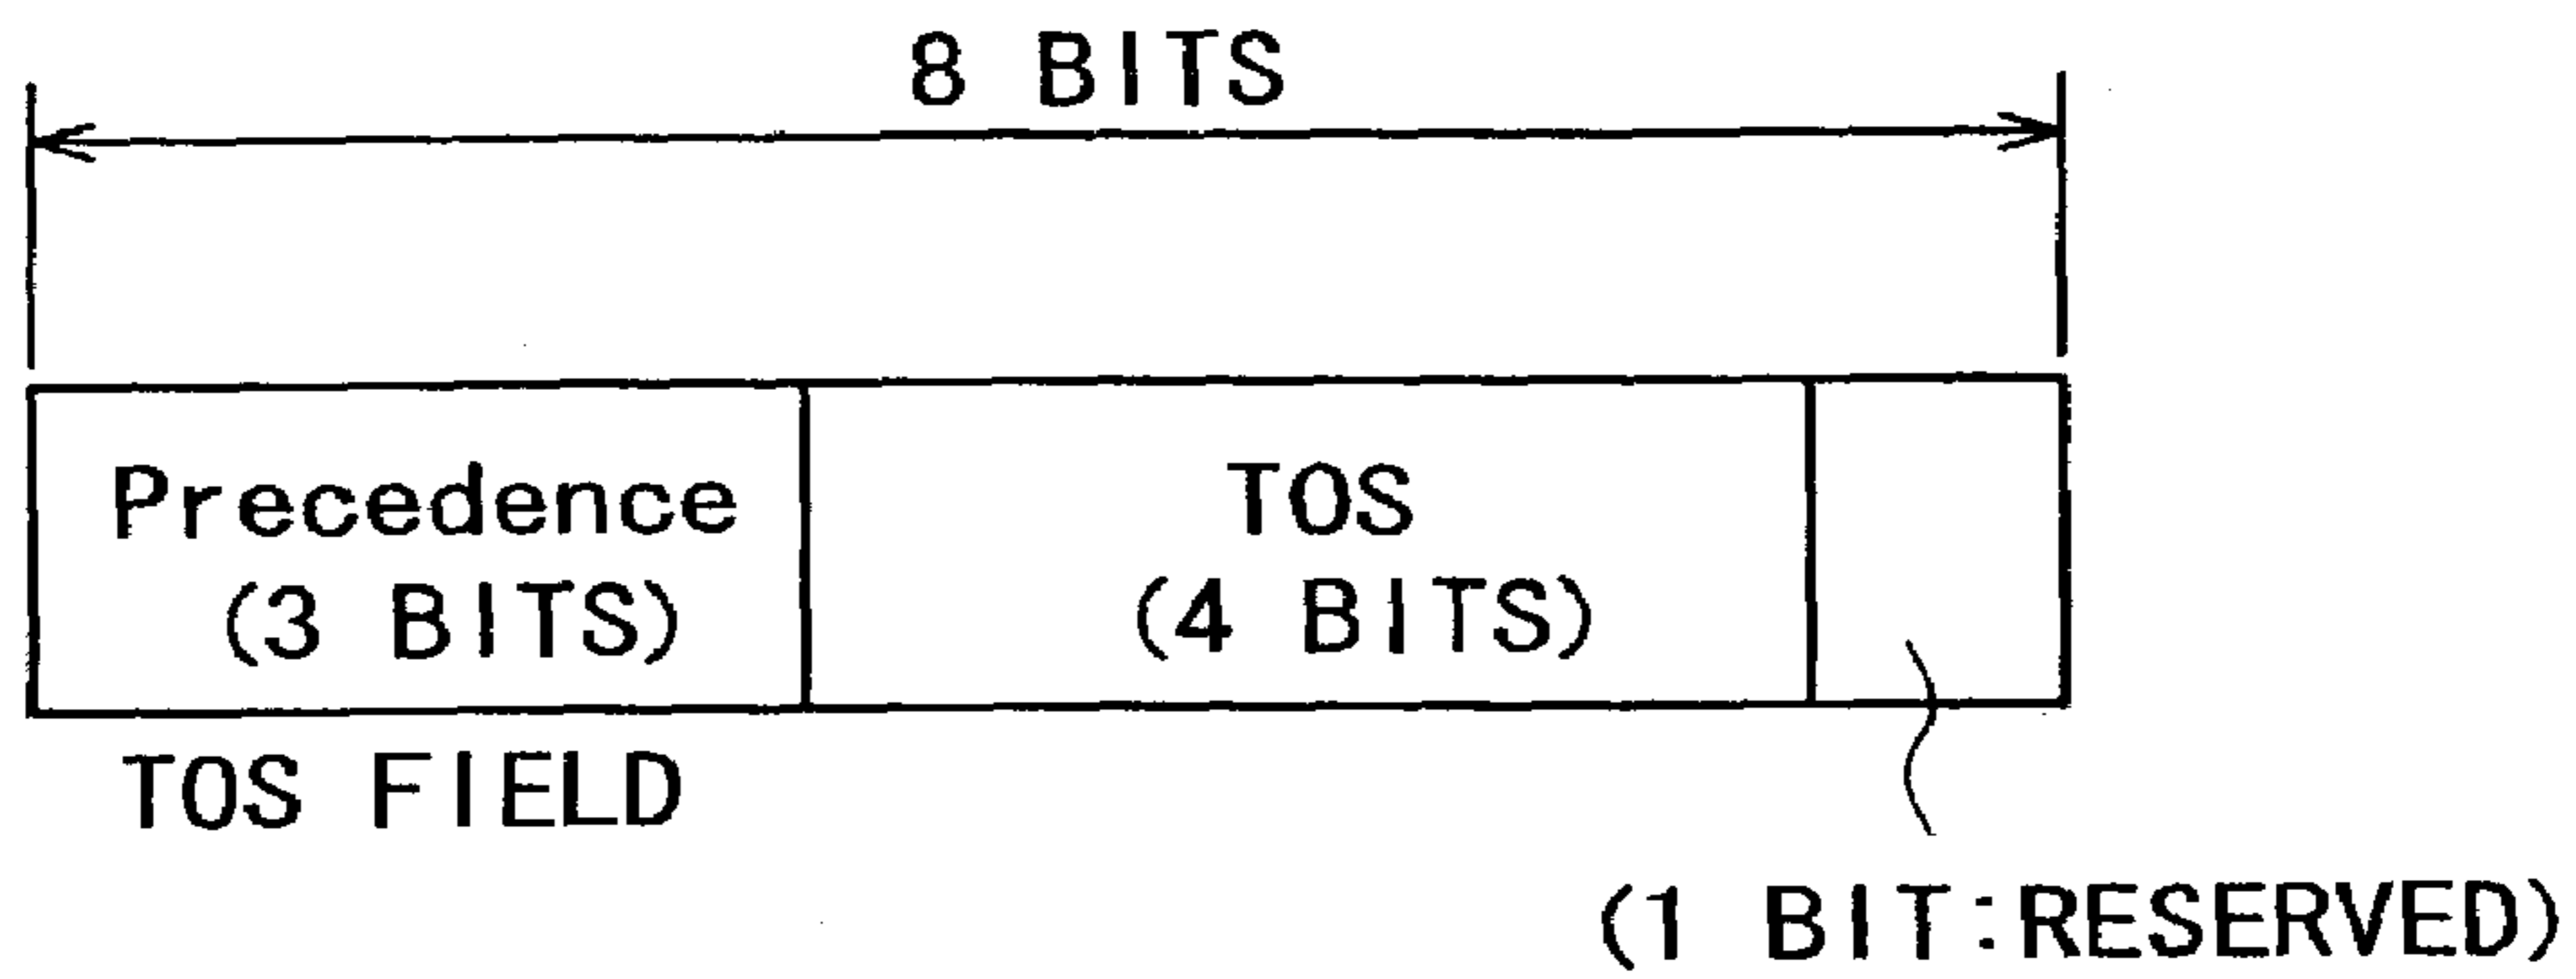 8 BITS
Precedence
(3 BITS)
TOS
(4 BITS)
TOS FIELD
(1 BIT:RESERVED)